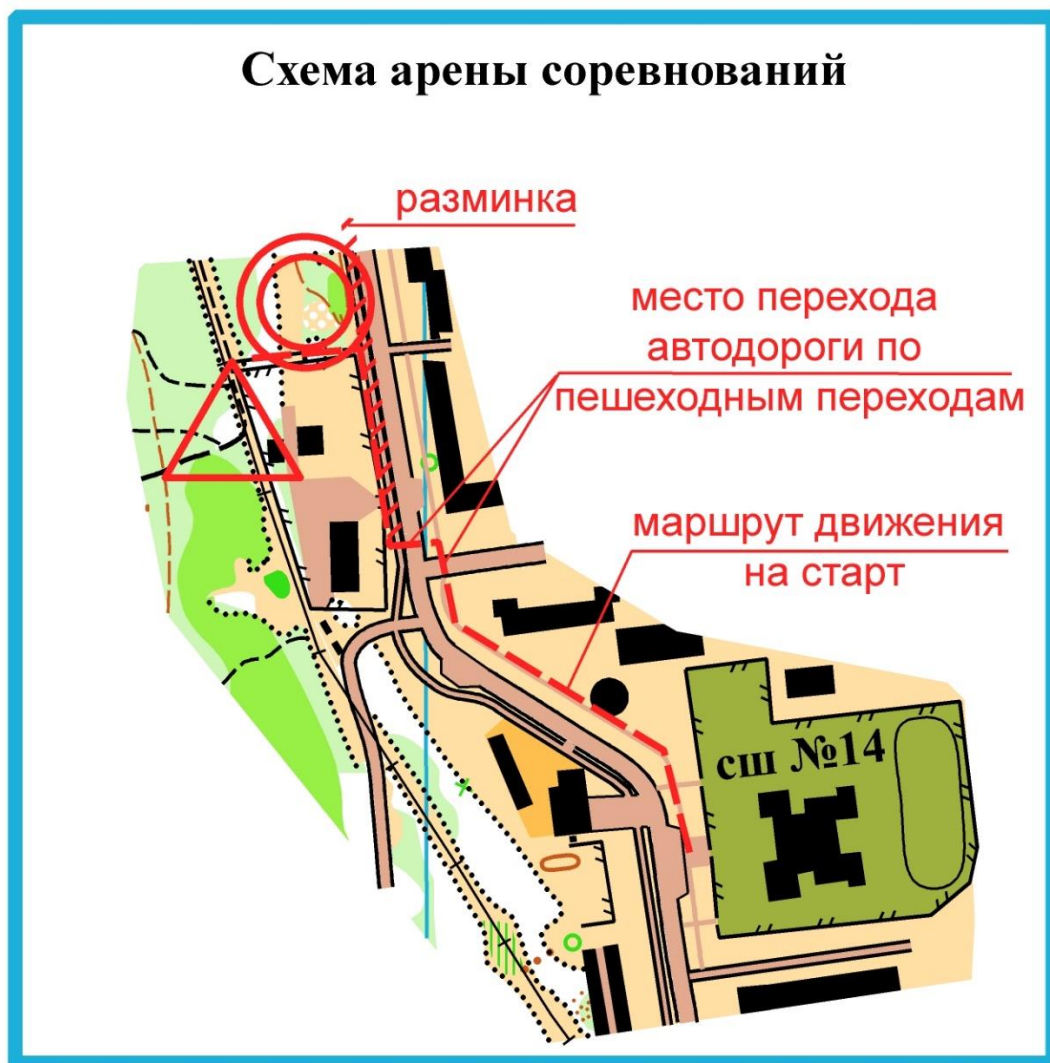 Схема арены соревнований
разминка
место перехода
автодороги по
пешеходным переходам
маршрут движения
на старт
сш №14